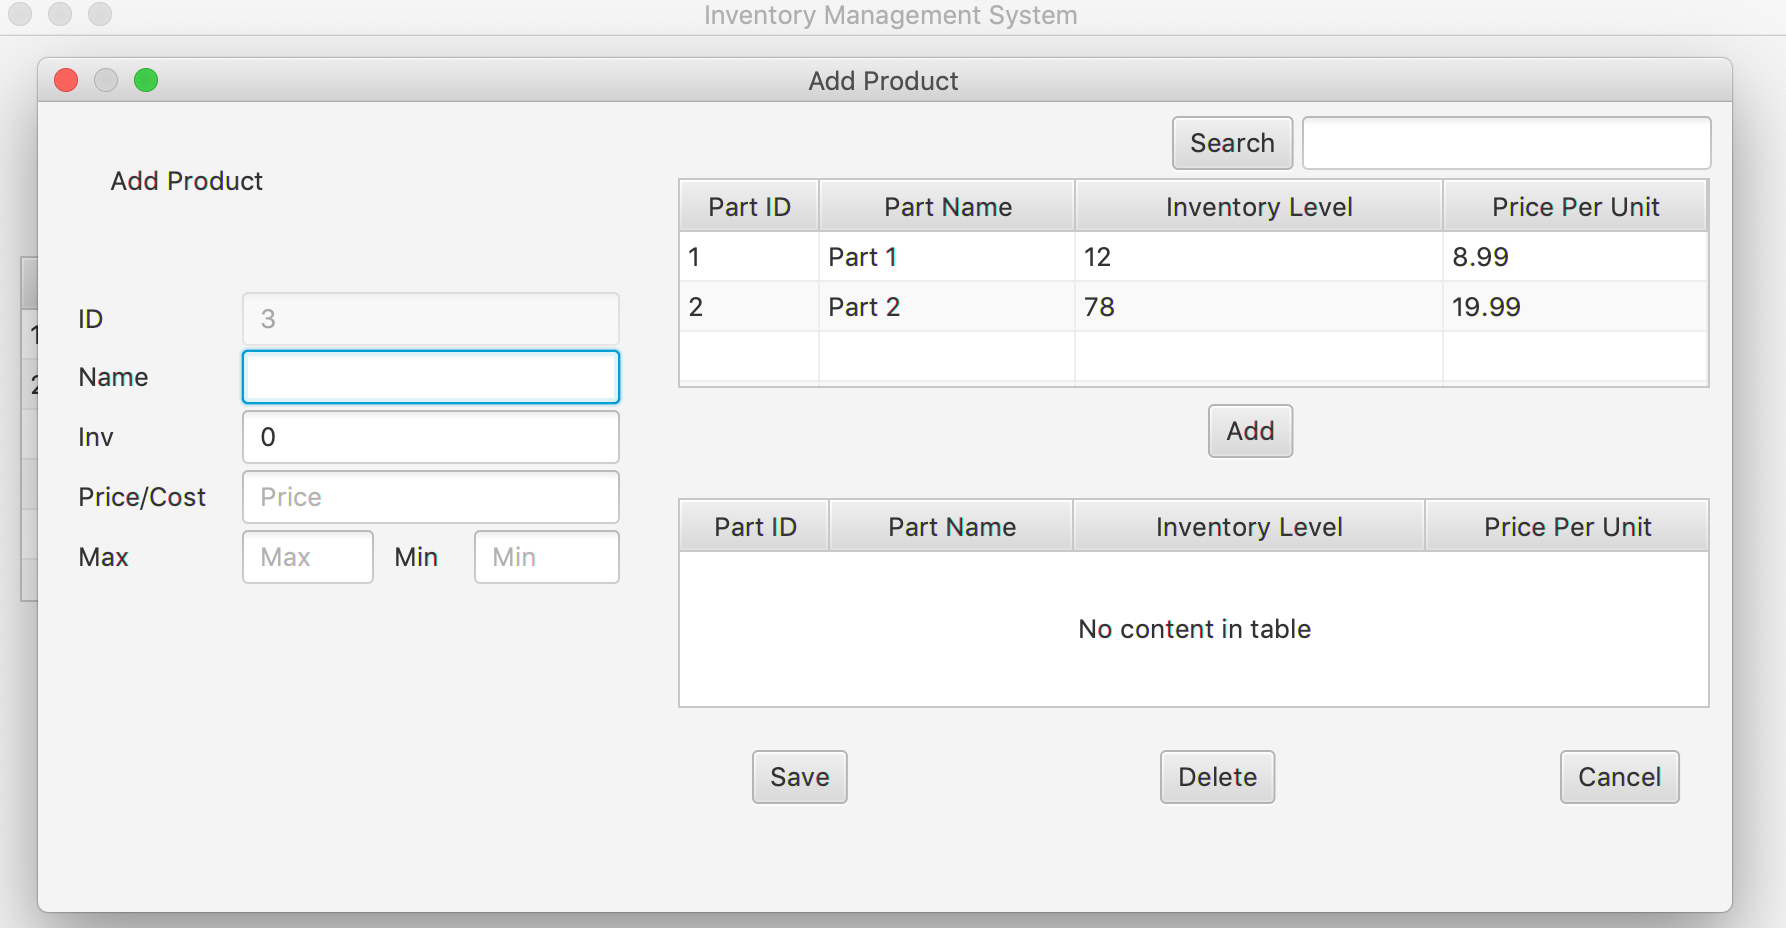 Inventory Management System
Add Product
Add Product
ID 3
Name
Inv 0
Price/Cost Price
Max Max Min Min
Search
Part ID Part Name Inventory Level Price Per Unit
1 Part 1 12 8.99
2 Part 2 78 19.99
Add
Part ID Part Name Inventory Level Price Per Unit
No content in table
Save Delete Cancel
1
2